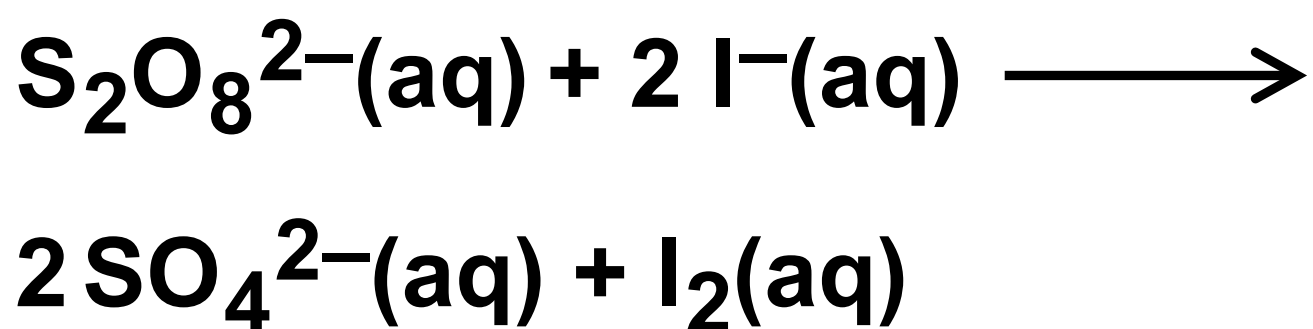 S₂O₈²⁻(aq) + 2 I⁻(aq) ⟶
2 SO₄²⁻(aq) + I₂(aq)